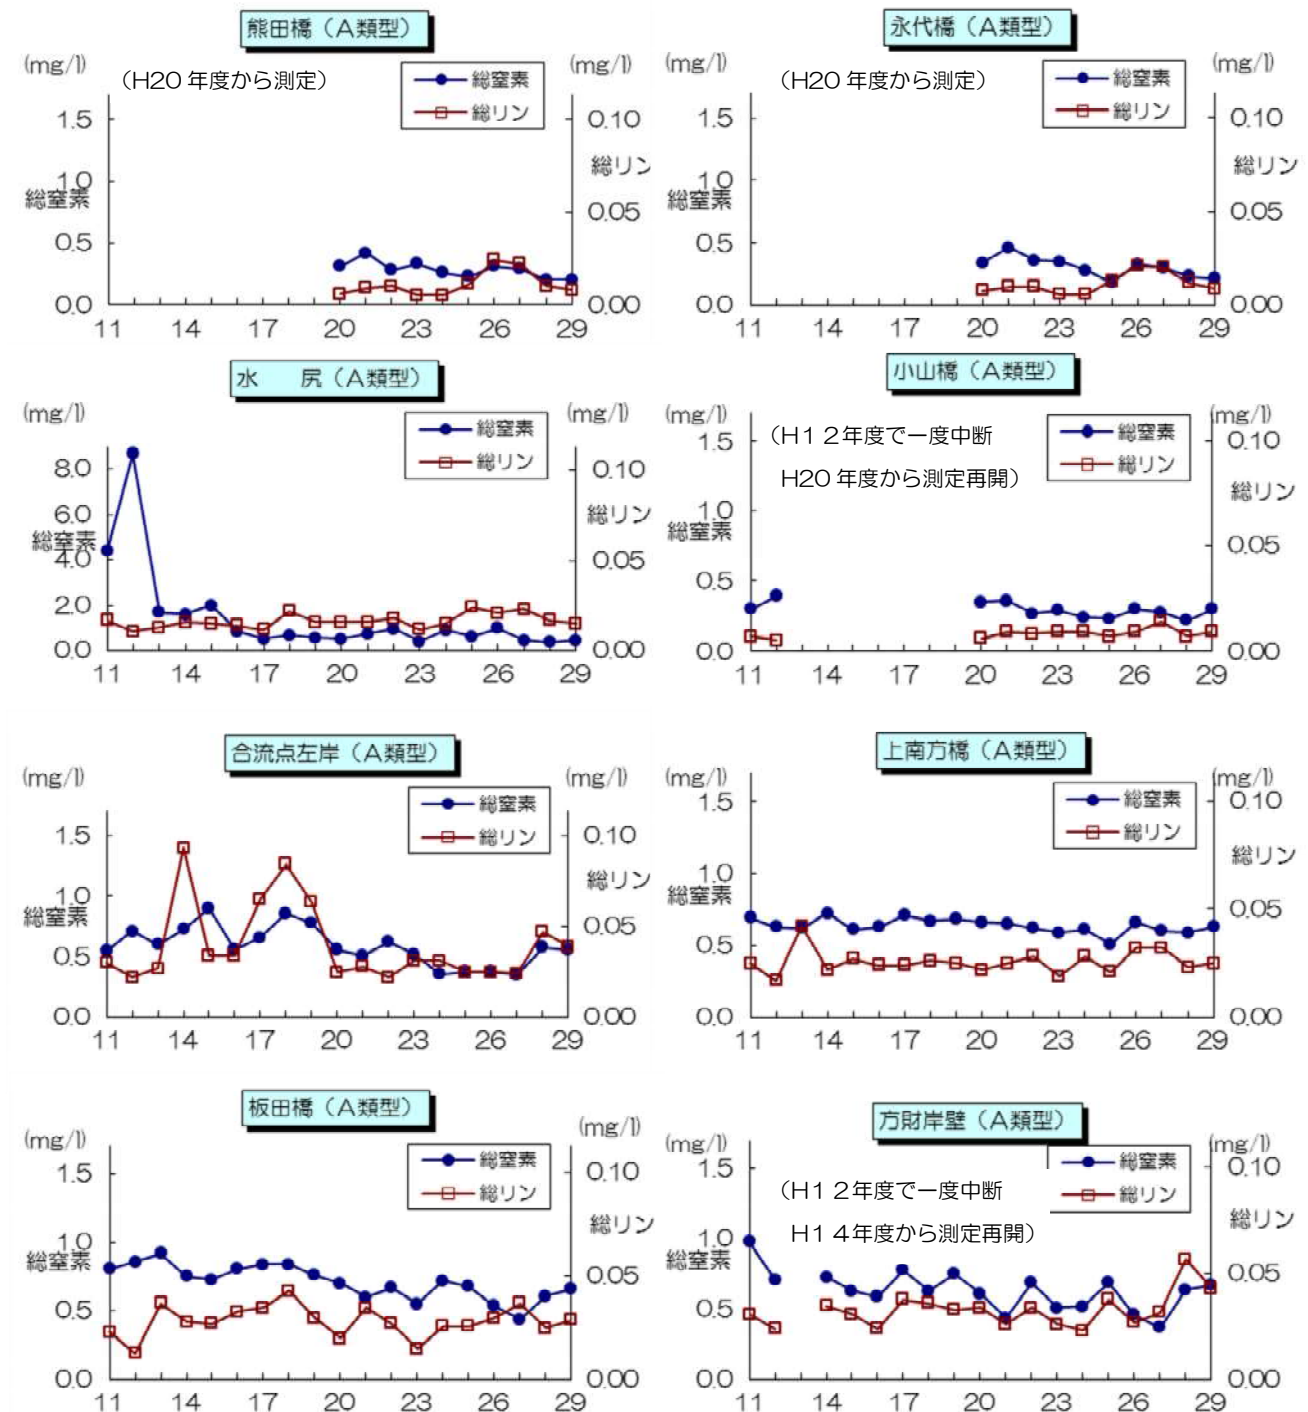 熊田橋（A類型）
(mg/l)
（H20年度から測定）
総窒素
総リン
(mg/l)
1.5
1.0
0.5
0.0
総窒素
0.10
総リン
0.05
0.00
11 14 17 20 23 26 29
永代橋（A類型）
(mg/l)
（H20年度から測定）
総窒素
総リン
(mg/l)
1.5
1.0
0.5
0.0
総窒素
0.10
総リン
0.05
0.00
11 14 17 20 23 26 29
水　　尻（A類型）
(mg/l)
総窒素
総リン
(mg/l)
8.0
6.0
総窒素
4.0
2.0
0.0
0.10
総リン
0.05
0.00
11 14 17 20 23 26 29
小山橋（A類型）
(mg/l)
（H12年度で一度中断
H20年度から測定再開）
総窒素
総リン
(mg/l)
1.5
1.0
総窒素
0.5
0.0
0.10
総リン
0.05
0.00
11 14 17 20 23 26 29
合流点左岸（A類型）
(mg/l)
総窒素
総リン
(mg/l)
1.5
1.0
総窒素
0.5
0.0
0.10
総リン
0.05
0.00
11 14 17 20 23 26 29
上南方橋（A類型）
(mg/l)
総窒素
総リン
(mg/l)
1.5
1.0
総窒素
0.5
0.0
0.10
総リン
0.05
0.00
11 14 17 20 23 26 29
板田橋（A類型）
(mg/l)
総窒素
総リン
(mg/l)
1.5
1.0
総窒素
0.5
0.0
0.10
総リン
0.05
0.00
11 14 17 20 23 26 29
方財岸壁（A類型）
(mg/l)
（H12年度で一度中断
H14年度から測定再開）
総窒素
総リン
(mg/l)
1.5
1.0
総窒素
0.5
0.0
0.10
総リン
0.05
0.00
11 14 17 20 23 26 29